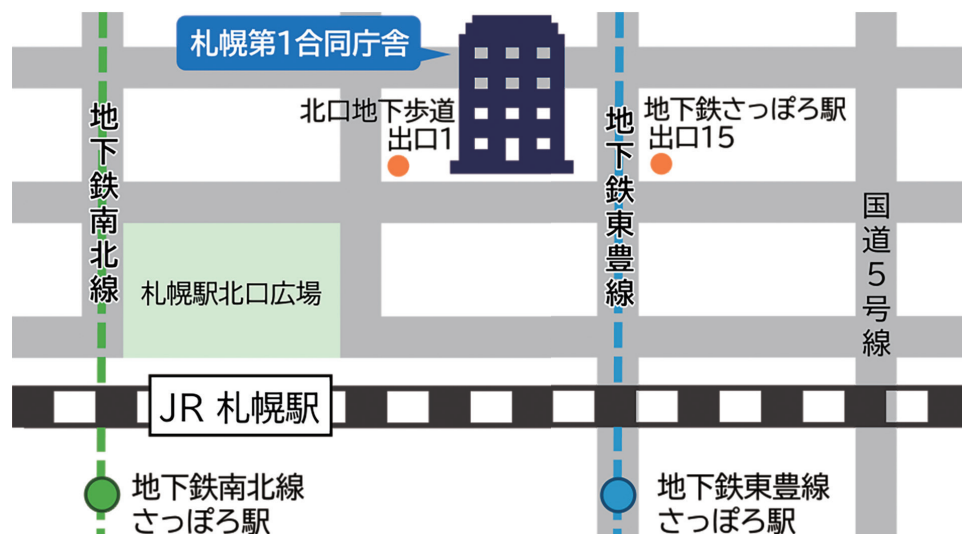 札幌第1合同庁舎
北口地下歩道
出口1
地下鉄さっぽろ駅
出口15
地下鉄南北線
地下鉄東豊線
国道5号線
札幌駅北口広場
JR 札幌駅
地下鉄南北線
さっぽろ駅
地下鉄東豊線
さっぽろ駅